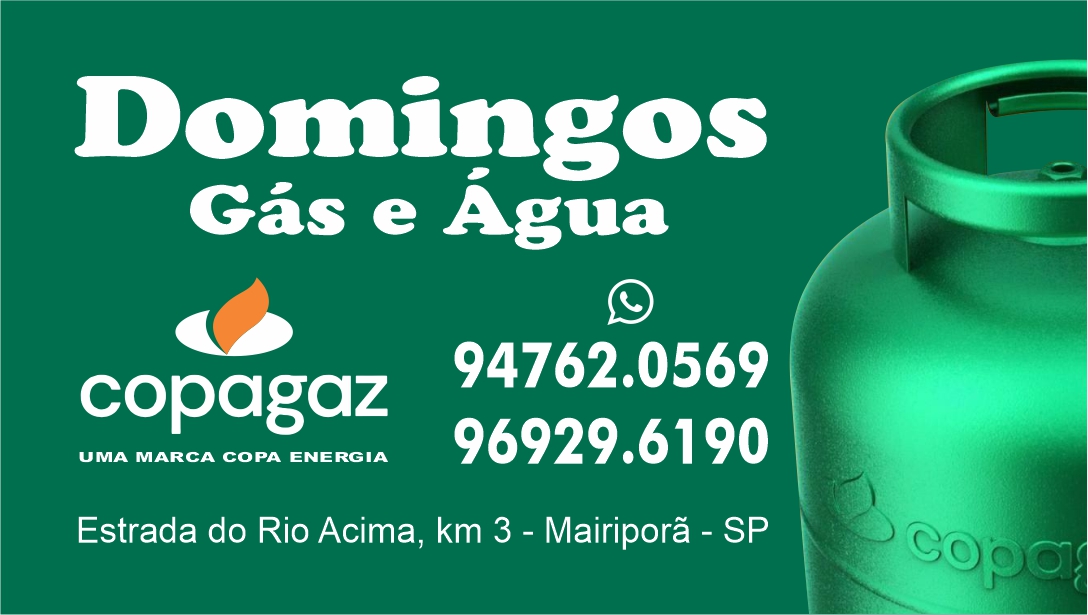 Domingos
Gás e Água
copagaz
UMA MARCA COPA ENERGIA
94762.0569
96929.6190
Estrada do Rio Acima, km 3 - Mairiporã - SP
copag